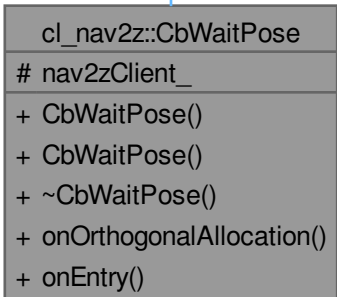 cl_nav2z::CbWaitPose
# nav2zClient_
+ CbWaitPose()
+ CbWaitPose()
+ ~CbWaitPose()
+ onOrthogonalAllocation()
+ onEntry()